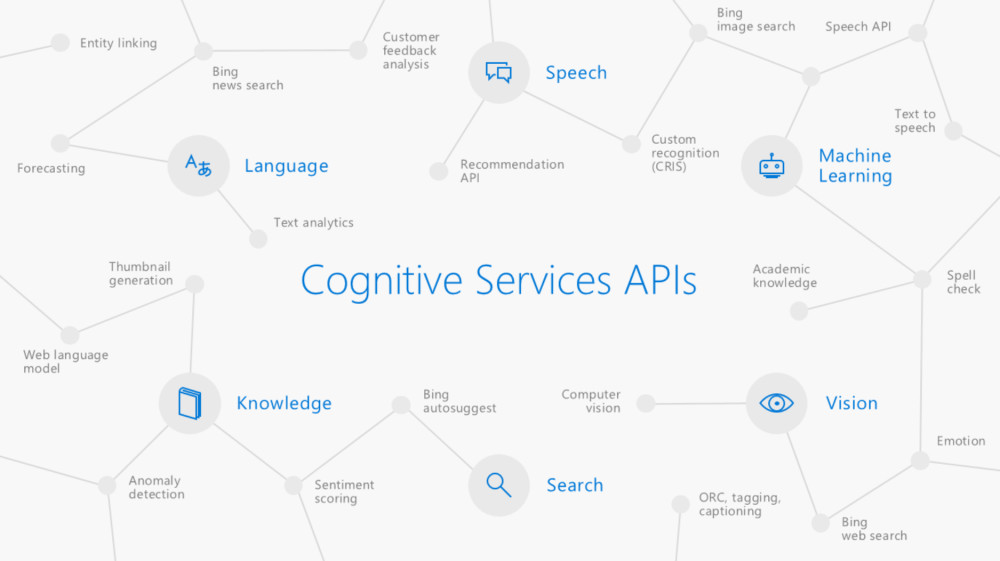 Entity linking
Bing
news search
Customer
feedback
analysis
Speech
Bing
image search
Speech API
Text to
speech
Forecasting
Aあ
Language
Recommendation
API
Custom
recognition
(CRIS)
Machine
Learning
Text analytics
Thumbnail
generation
Cognitive Services APIs
Academic
knowledge
Spell
check
Web language
model
Knowledge
Bing
autosuggest
Computer
vision
Vision
Anomaly
detection
Sentiment
scoring
Search
ORC, tagging,
captioning
Emotion
Bing
web search